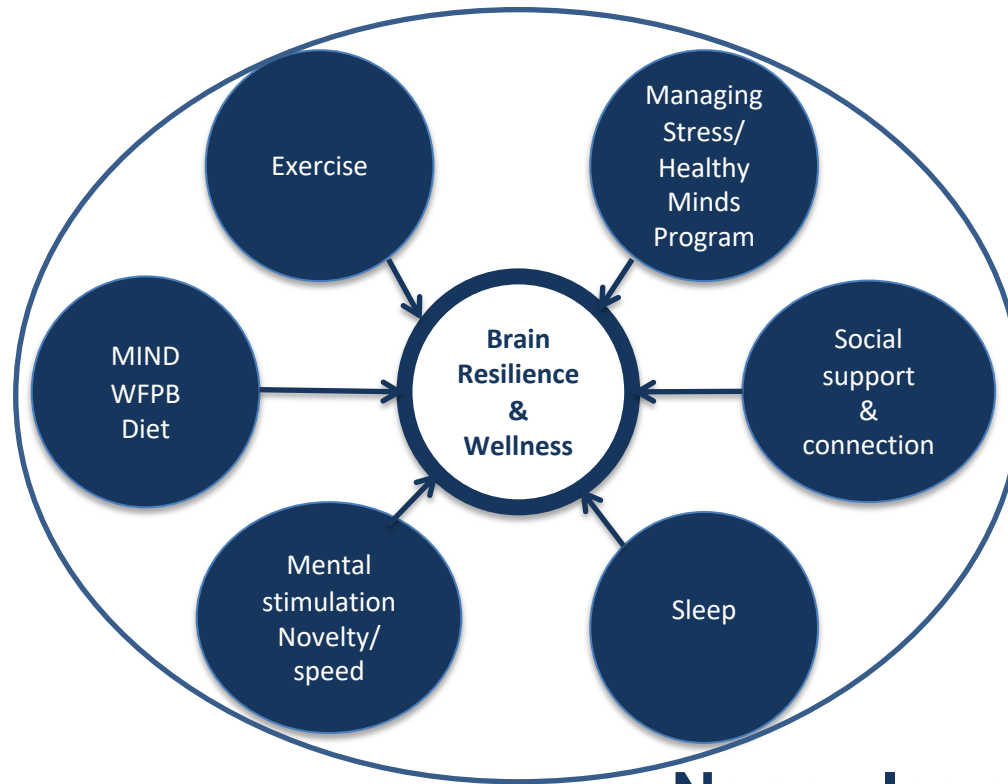 Exercise
Managing
Stress/
Healthy
Minds
Program
MIND
WFPB
Diet
Brain
Resilience
&
Wellness
Social
support
&
connection
Mental
stimulation
Novelty/
speed
Sleep